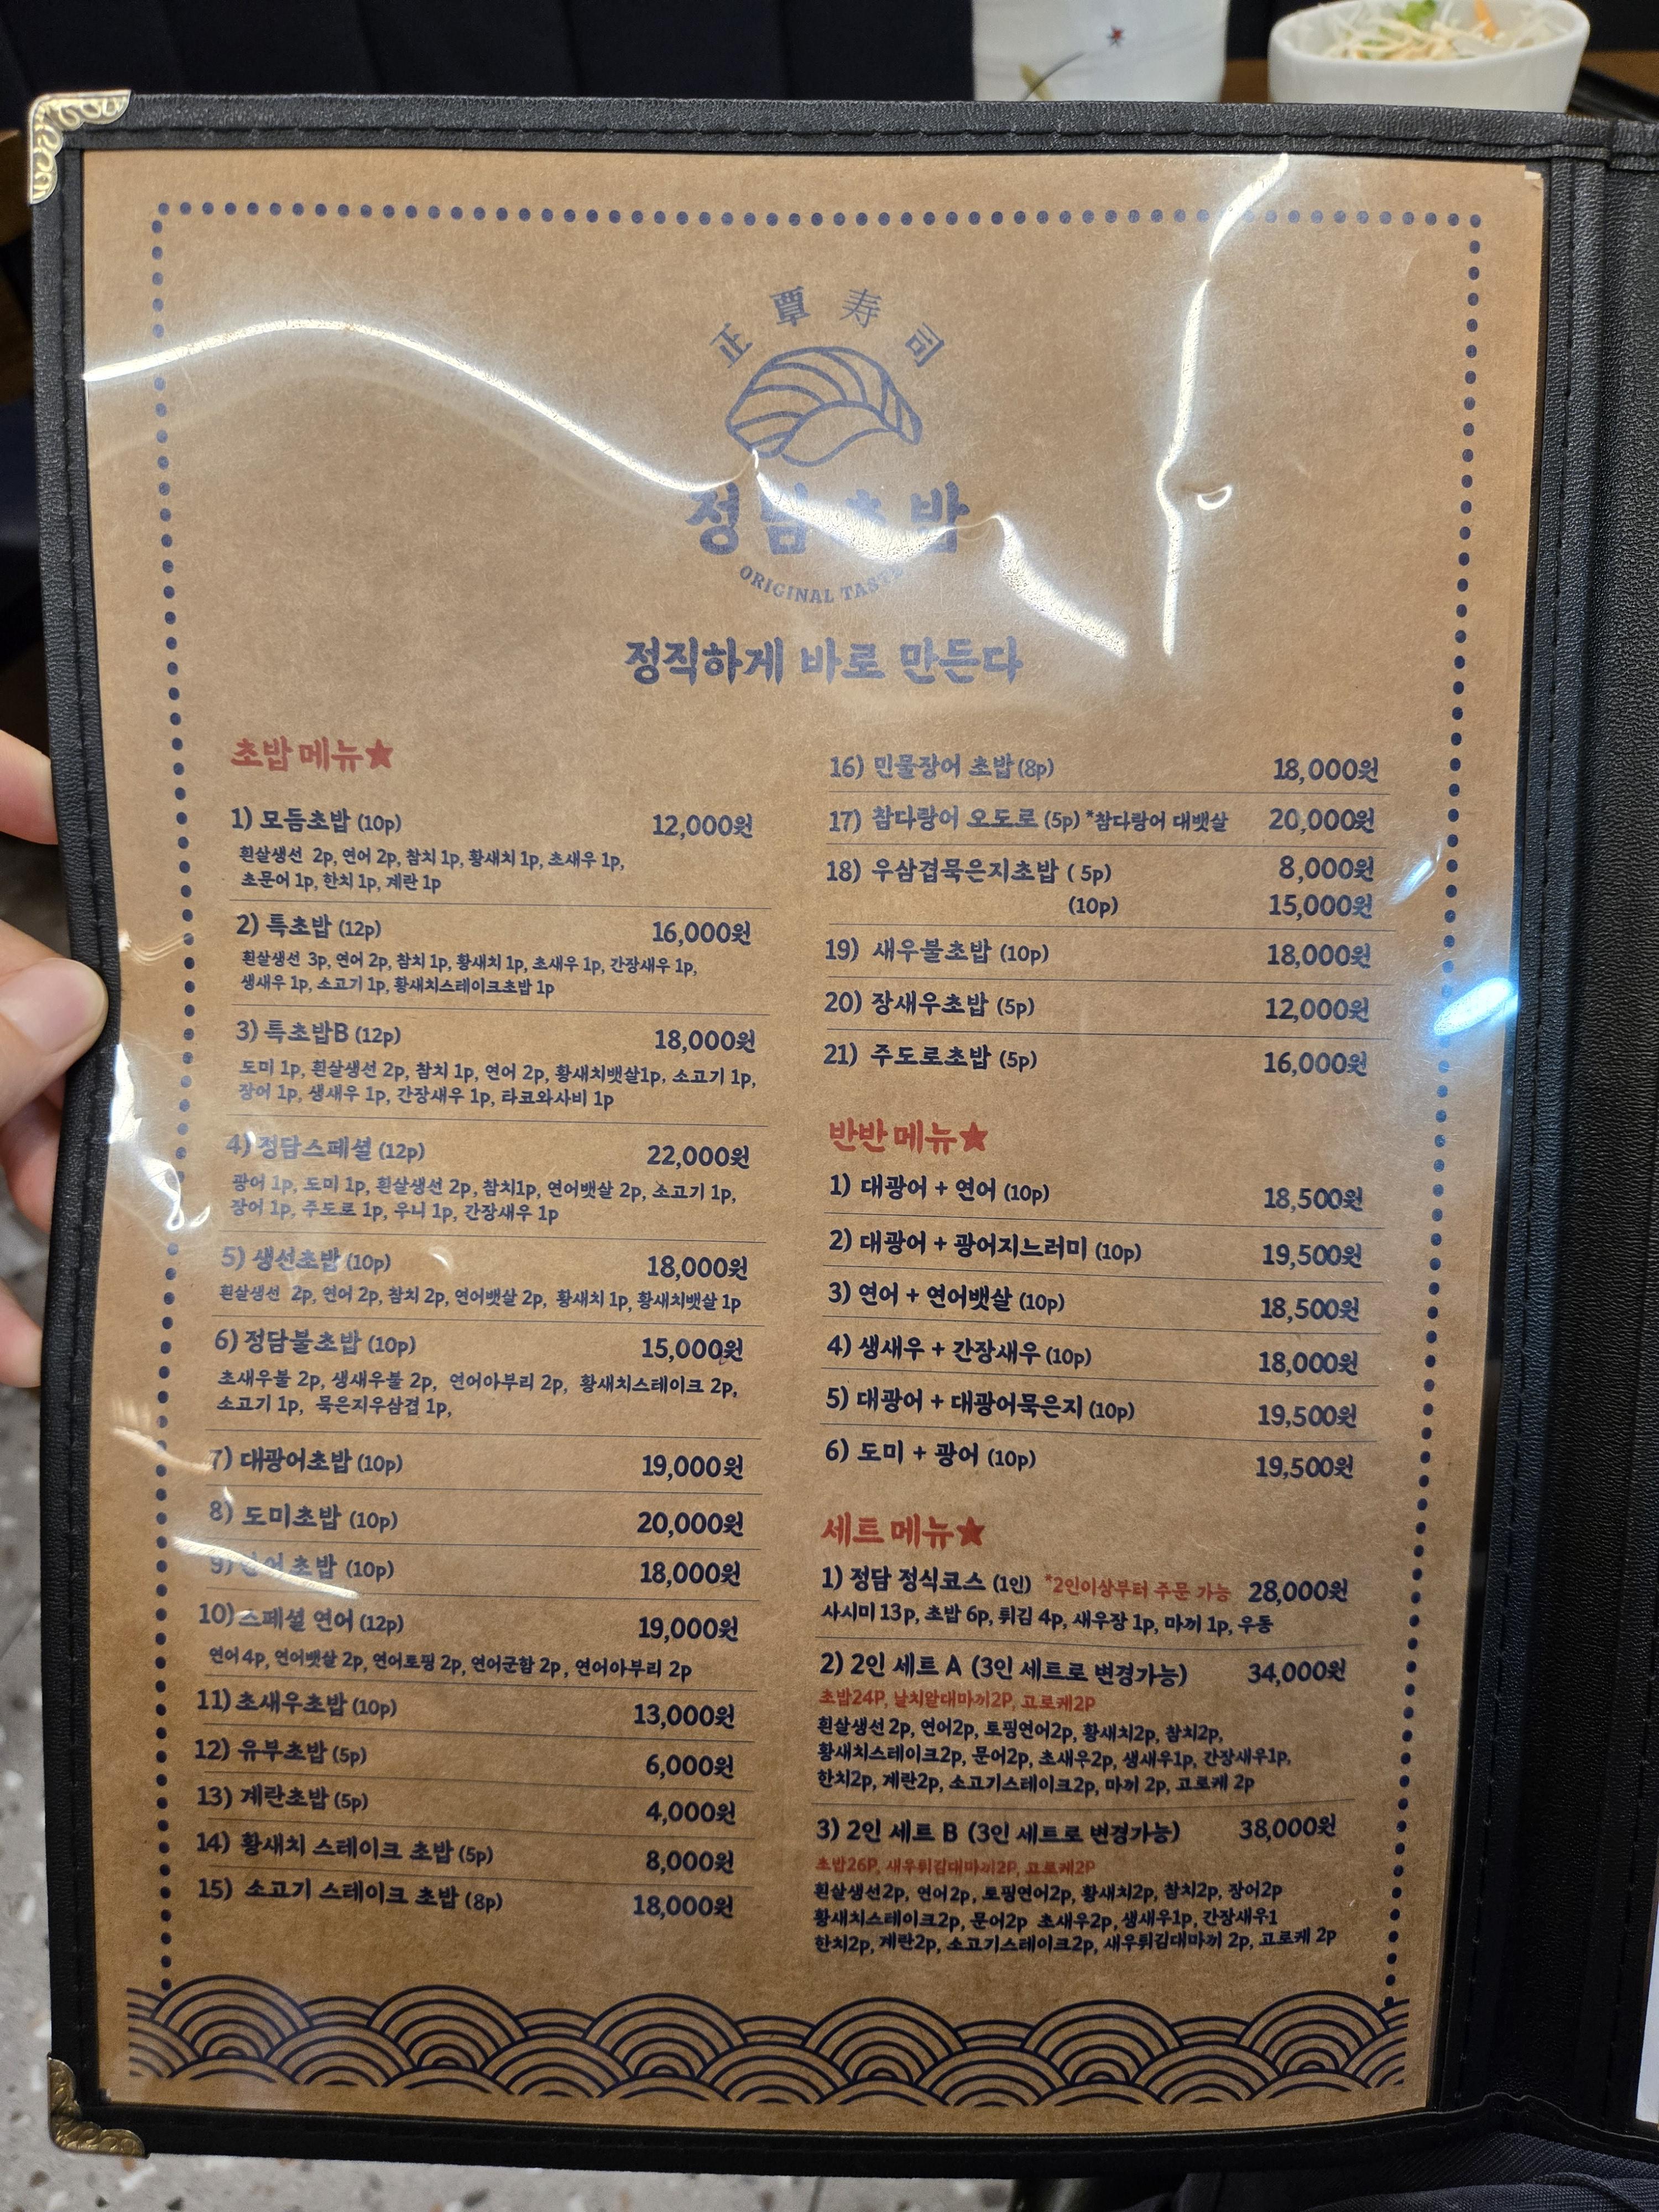 正覃寿司
정담초밥
ORIGINAL TASTE
정직하게 바로 만든다
초밥 메뉴★
1) 모듬초밥 (10p) 12,000원
흰살생선 2p, 연어 2p, 참치 1p, 황새치 1p, 초새우 1p,
초문어 1p, 한치 1p, 계란 1p
2) 특초밥 (12p) 16,000원
흰살생선 3p, 연어 2p, 참치 1p, 황새치 1p, 초새우 1p, 간장새우 1p,
생새우 1p, 소고기 1p, 황새치스테이크초밥 1p
3) 특초밥B (12p) 18,000원
도미 1p, 흰살생선 2p, 참치 1p, 연어 2p, 황새치뱃살1p, 소고기 1p,
장어 1p, 생새우 1p, 간장새우 1p, 타코와사비 1p
4) 정담스페셜 (12p) 22,000원
광어 1p, 도미 1p, 흰살생선 2p, 참치1p, 연어뱃살 2p, 소고기 1p,
장어 1p, 주도로 1p, 우니 1p, 간장새우 1p
5) 생선초밥 (10p) 18,000원
흰살생선 2p, 연어 2p, 참치 2p, 연어뱃살 2p, 황새치 1p, 황새치뱃살 1p
6) 정담불초밥 (10p) 15,000원
초새우불 2p, 생새우불 2p, 연어아부리 2p, 황새치스테이크 2p,
소고기 1p, 묵은지우삼겹 1p,
7) 대광어초밥 (10p) 19,000원
8) 도미초밥 (10p) 20,000원
9) 연어 초밥 (10p) 18,000원
10) 스페셜 연어 (12p) 19,000원
연어 4p, 연어뱃살 2p, 연어토핑 2p, 연어군함 2p, 연어아부리 2p
11) 초새우초밥 (10p) 13,000원
12) 유부초밥 (5p) 6,000원
13) 계란초밥 (5p) 4,000원
14) 황새치 스테이크 초밥 (5p) 8,000원
15) 소고기 스테이크 초밥 (8p) 18,000원
16) 민물장어 초밥 (8p) 18,000원
17) 참다랑어 오도로 (5p) *참다랑어 대뱃살 20,000원
18) 우삼겹묵은지초밥 ( 5p) 8,000원
(10p) 15,000원
19) 새우불초밥 (10p) 18,000원
20) 장새우초밥 (5p) 12,000원
21) 주도로초밥 (5p) 16,000원
반반 메뉴★
1) 대광어 + 연어 (10p) 18,500원
2) 대광어 + 광어지느러미 (10p) 19,500원
3) 연어 + 연어뱃살 (10p) 18,500원
4) 생새우 + 간장새우 (10p) 18,000원
5) 대광어 + 대광어묵은지 (10p) 19,500원
6) 도미 + 광어 (10p) 19,500원
세트 메뉴★
1) 정담 정식코스 (1인) *2인이상부터 주문 가능 28,000원
사시미 13p, 초밥 6p, 튀김 4p, 새우장 1p, 마끼 1p, 우동
2) 2인 세트 A (3인 세트로 변경가능) 34,000원
초밥24P, 날치알대마끼2P, 고로케2P
흰살생선 2p, 연어2p, 토핑연어2p, 황새치2p, 참치2p,
황새치스테이크2p, 문어2p, 초새우2p, 생새우1p, 간장새우1p,
한치2p, 계란2p, 소고기스테이크2p, 마끼 2p, 고로케 2p
3) 2인 세트 B (3인 세트로 변경가능) 38,000원
초밥26P, 새우튀김대마끼2P, 고로케2P
흰살생선2p, 연어2p, 토핑연어2p, 황새치2p, 참치2p, 장어2p
황새치스테이크2p, 문어2p 초새우2p, 생새우1p, 간장새우1
한치2p, 계란2p, 소고기스테이크2p, 새우튀김대마끼 2p, 고로케 2p